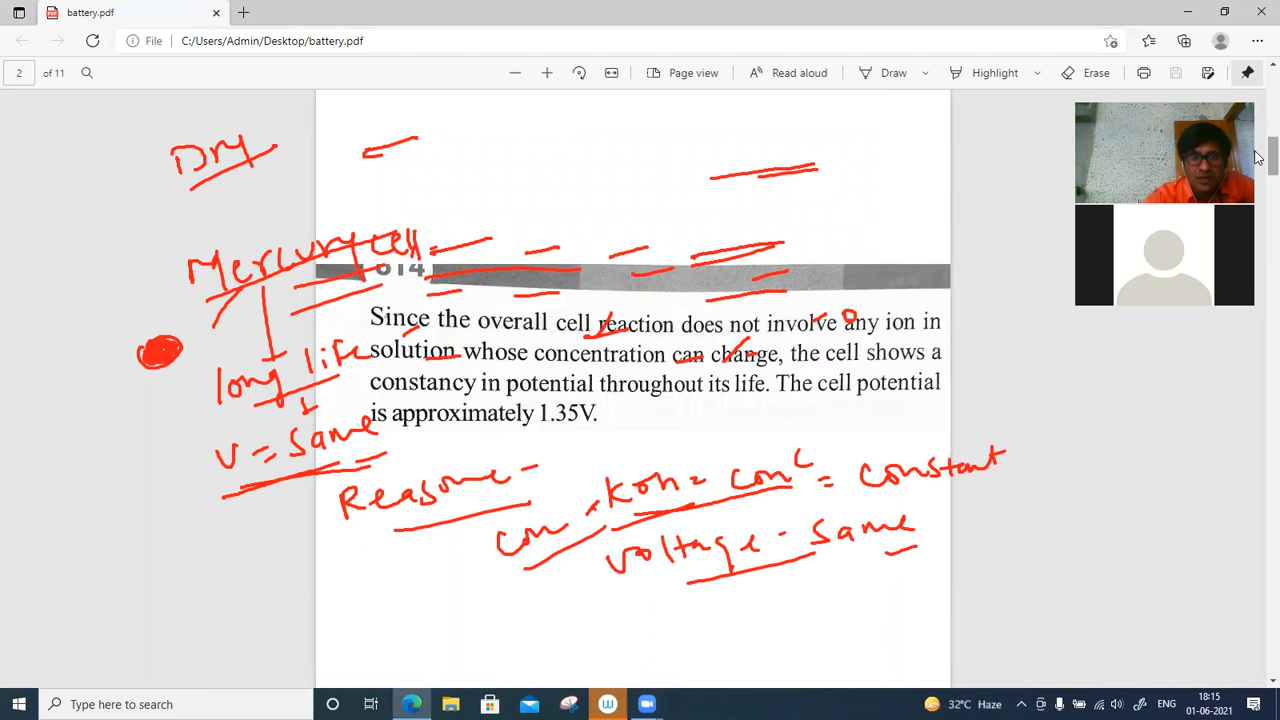 battery.pdf
File C:/Users/Admin/Desktop/battery.pdf
2 of 11 Page view Read aloud Draw Highlight Erase
Dry
Mercury cell
614
Since the overall cell reaction does not involve any ion in
solution whose concentration can change, the cell shows a
constancy in potential throughout its life. The cell potential
is approximately 1.35V.
long life
V = Same
Reasone -
con, KOH = conc = constant
Voltage - Same
Type here to search
32°C Haze ENG 18:15
01-06-2021